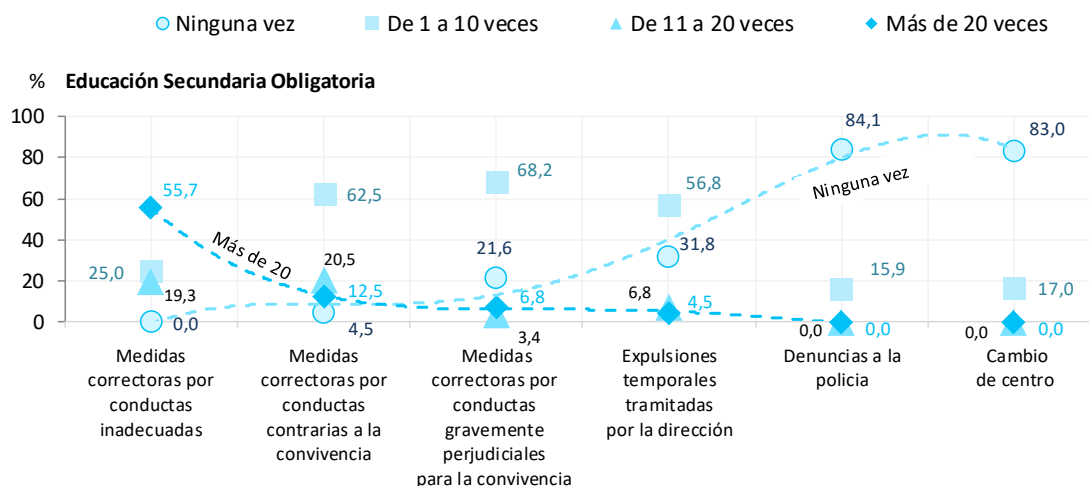 Ninguna vez De 1 a 10 veces De 11 a 20 veces Más de 20 veces
% Educación Secundaria Obligatoria
100
80
60
40
20
0
55,7
25,0
19,3
0,0
Más de 20
62,5
20,5
12,5
4,5
68,2
21,6
6,8
3,4
56,8
31,8
6,8
4,5
Ninguna vez
84,1
15,9
0,0
0,0
83,0
17,0
0,0
0,0
Medidas
correctoras por
conductas
inadecuadas
Medidas
correctoras por
conductas
contrarias a la
convivencia
Medidas
correctoras por
conductas
gravemente
perjudiciales
para la convivencia
Expulsiones
temporales
tramitadas
por la dirección
Denuncias a la
policia
Cambio
de centro